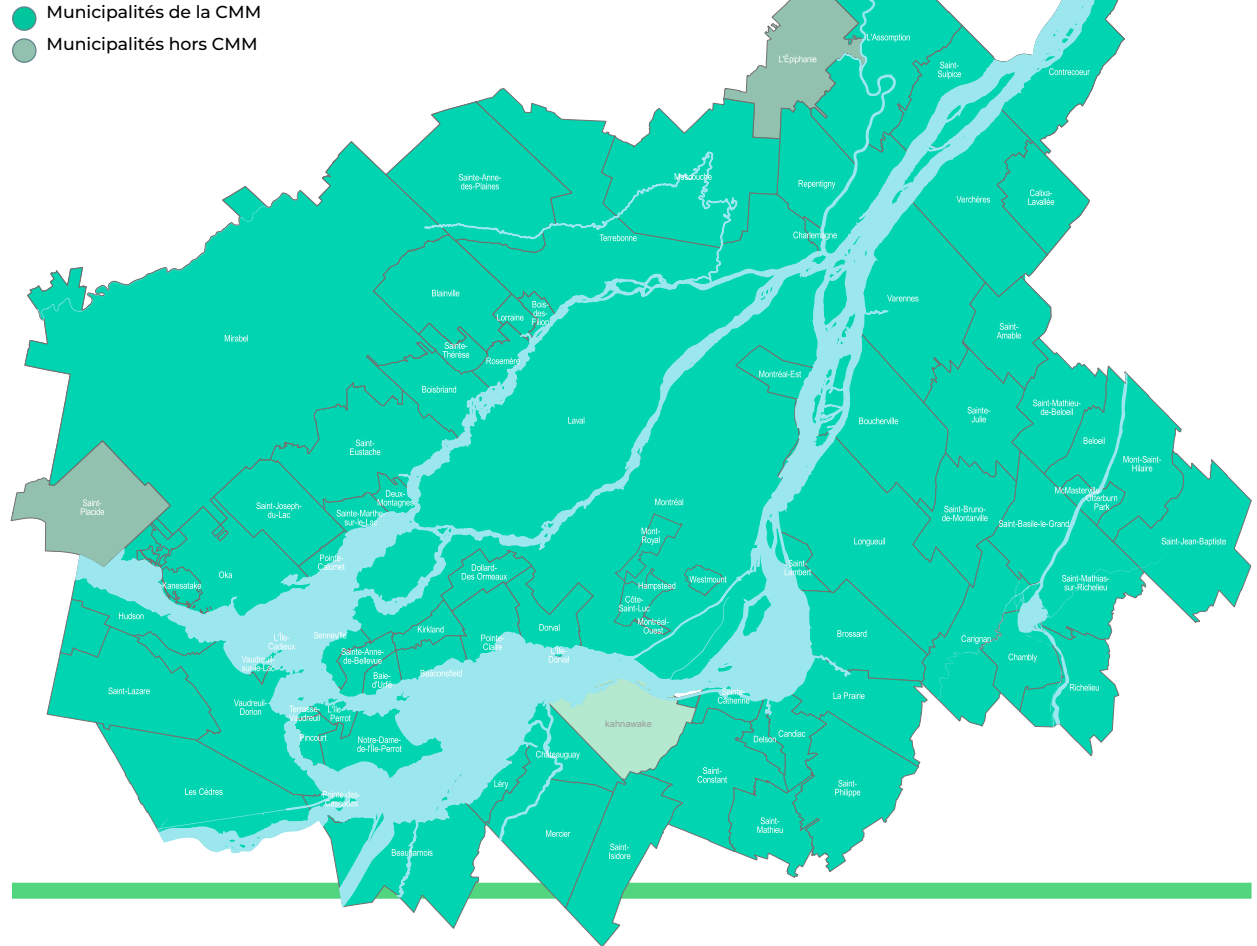 Municipalités de la CMM
Municipalités hors CMM
L'Assomption
L'Épiphanie
Saint-
Sulpice
Contrecoeur
Sainte-Anne-
des-Plaines
Mascouche
Repentigny
Calixa-
Lavallée
Verchères
Charlemagne
Terrebonne
Blainville
Varennes
Bois-
des-
Filion
Lorraine
Saint-
Amable
Mirabel
Sainte-
Thérèse
Rosemère
Montréal-Est
Boisbriand
Saint-Mathieu-
de-Beloeil
Sainte-
Julie
Laval
Boucherville
Beloeil
Saint-
Eustache
Mont-Saint-
Hilaire
McMasterville
Otterburn
Park
Deux-
Montagnes
Saint-
Placide
Saint-Joseph-
du-Lac
Sainte-Marthe-
sur-le-Lac
Montréal
Saint-Bruno-
de-Montarville
Saint-Basile-le-Grand
Mont-
Royal
Longueuil
Saint-Jean-Baptiste
Pointe-
Calumet
Oka
Kanesatake
Dollard-
Des Ormeaux
Saint-
Lambert
Hampstead
Westmount
Saint-Mathias-
sur-Richelieu
Côte-
Saint-Luc
Hudson
Montréal-
Ouest
Kirkland
Dorval
Senneville
Brossard
L'Île-
Cadieux
Pointe-
Claire
Carignan
Sainte-Anne-
de-Bellevue
L'Île-
Dorval
Vaudreuil-
sur-le-Lac
Chambly
Baie-
d'Urfé
Beaconsfield
Saint-Lazare
Richelieu
Sainte-
Catherine
La Prairie
Vaudreuil-
Dorion
Terrasse-
Vaudreuil
L'Île-
Perrot
kahnawake
Pincourt
Notre-Dame-
de-l'Île-Perrot
Delson
Candiac
Châteauguay
Saint-
Constant
Léry
Saint-
Philippe
Les Cèdres
Pointe-des-
Cascades
Saint-
Mathieu
Mercier
Beauharnois
Saint-
Isidore